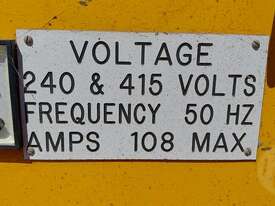 VOLTAGE
240 & 415 VOLTS
FREQUENCY 50 HZ
AMPS 108 MAX